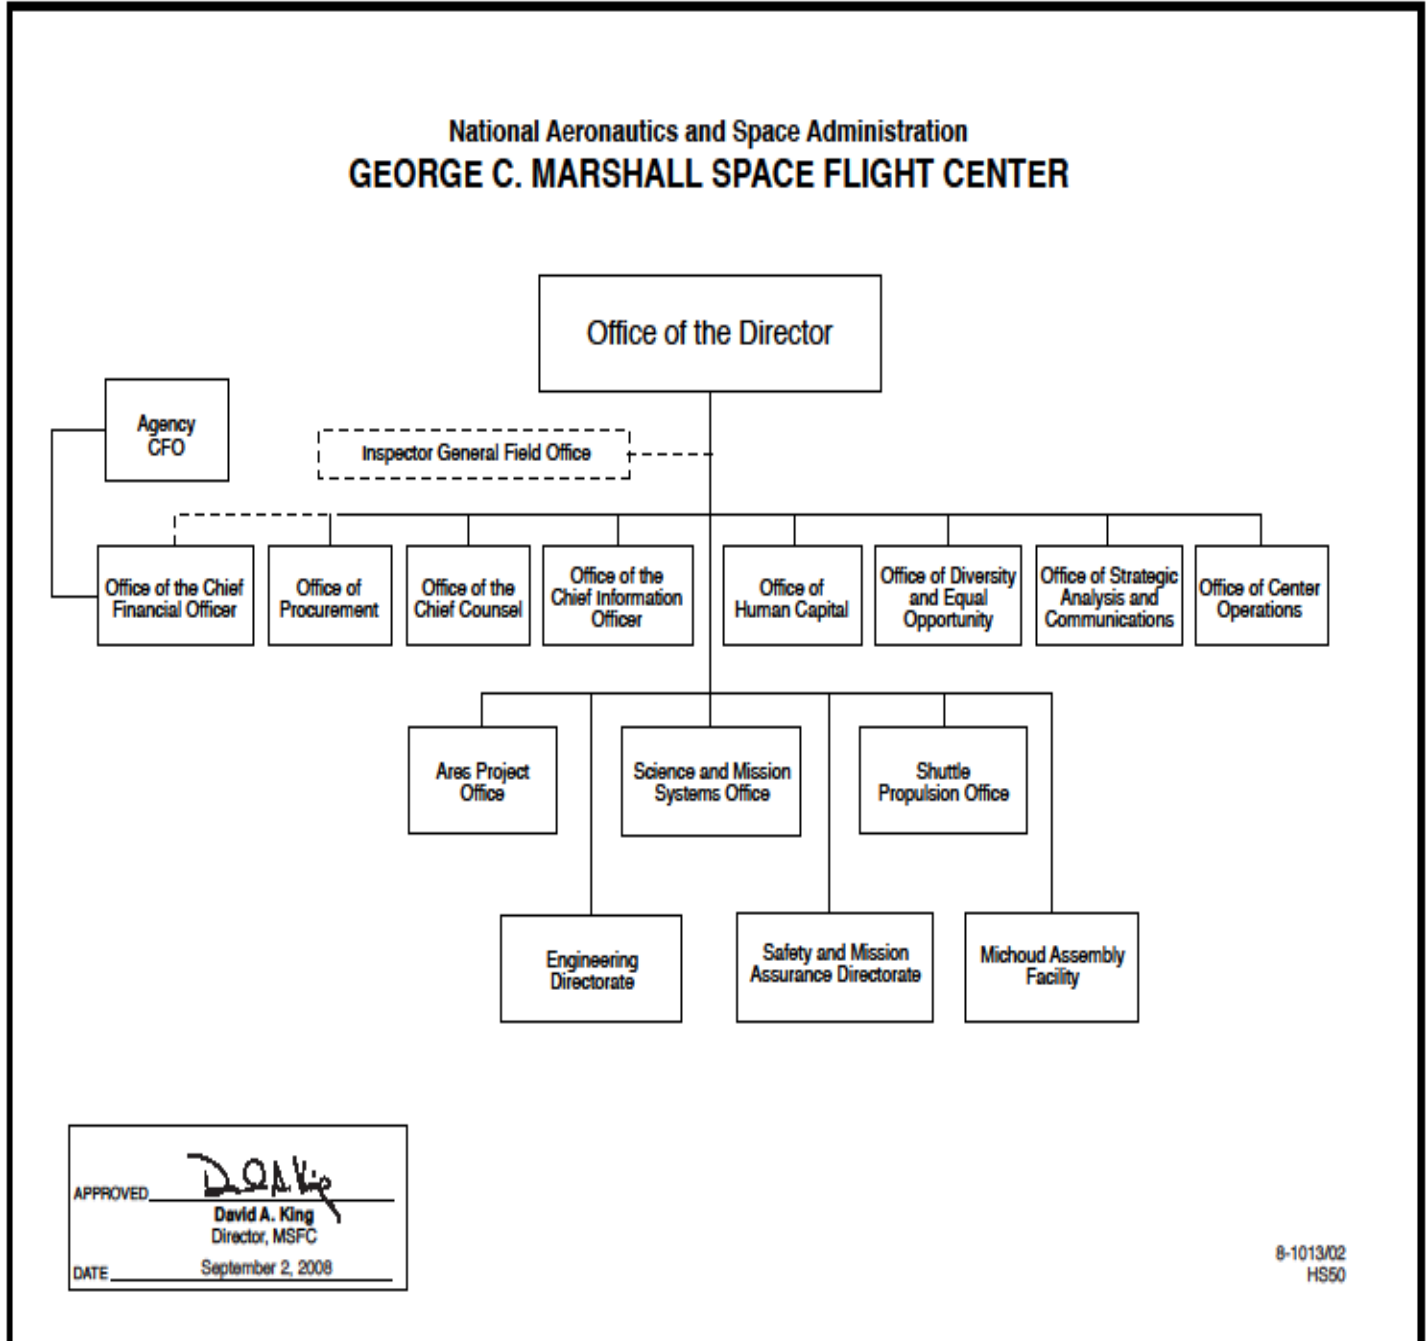 National Aeronautics and Space Administration
GEORGE C. MARSHALL SPACE FLIGHT CENTER
Office of the Director
Agency
CFO
Inspector General Field Office
Office of the Chief
Financial Officer
Office of
Procurement
Office of the
Chief Counsel
Office of the
Chief Information
Officer
Office of
Human Capital
Office of Diversity
and Equal
Opportunity
Office of Strategic
Analysis and
Communications
Office of Center
Operations
Ares Project
Office
Science and Mission
Systems Office
Shuttle
Propulsion Office
Engineering
Directorate
Safety and Mission
Assurance Directorate
Michoud Assembly
Facility
APPROVED
David A. King
Director, MSFC
DATE September 2, 2008
8-1013/02
HS50